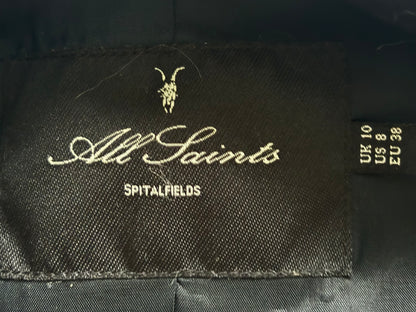 All Saints
SPITALFIELDS
UK 10
US 8
EU 38